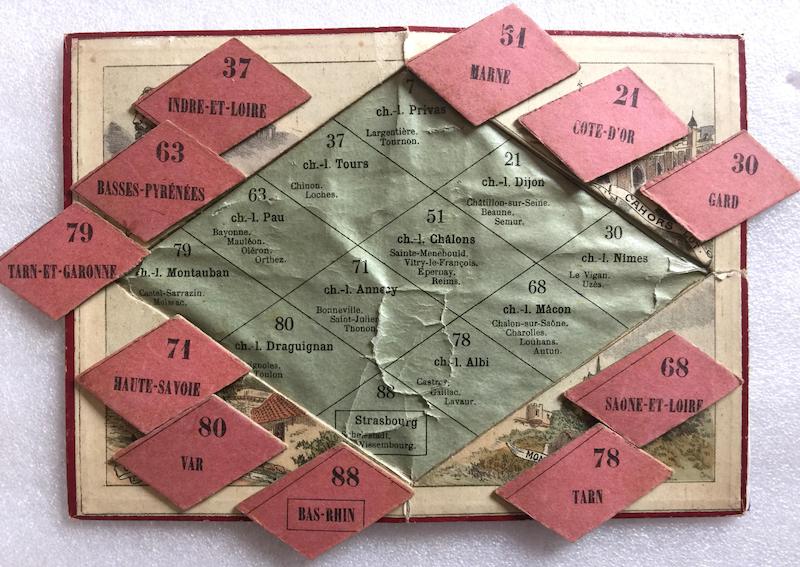 37
INDRE-ET-LOIRE
63
BASSES-PYRÉNÉES
79
TARN-ET-GARONNE
51
MARNE
21
COTE-D'OR
30
GARD
7
ch.-l. Privas
Largentière.
Tournon.
37
ch.-l. Tours
Chinon.
Loches.
21
ch.-l. Dijon
Châtillon-sur-Seine.
Beaune.
Semur.
63
ch.-l. Pau
Bayonne.
Mauléon.
Oléron.
Orthez.
51
ch.-l. Châlons
Sainte-Menehould.
Vitry-le-François.
Épernay.
Reims.
30
ch.-l. Nimes
Le Vigan.
Uzès.
79
ch.-l. Montauban
Castel-Sarrazin.
Moissac.
71
ch.-l. Annecy
Bonneville.
Saint-Julien
Thonon
68
ch.-l. Mâcon
Chalon-sur-Saône.
Charolles.
Louhans.
Autun.
80
ch.-l. Draguignan
Toulon
78
ch.-l. Albi
Castres.
Gaillac.
Lavaur.
88
Strasbourg
Wissembourg.
CAHORS
71
HAUTE-SAVOIE
80
VAR
88
BAS-RHIN
68
SAONE-ET-LOIRE
78
TARN